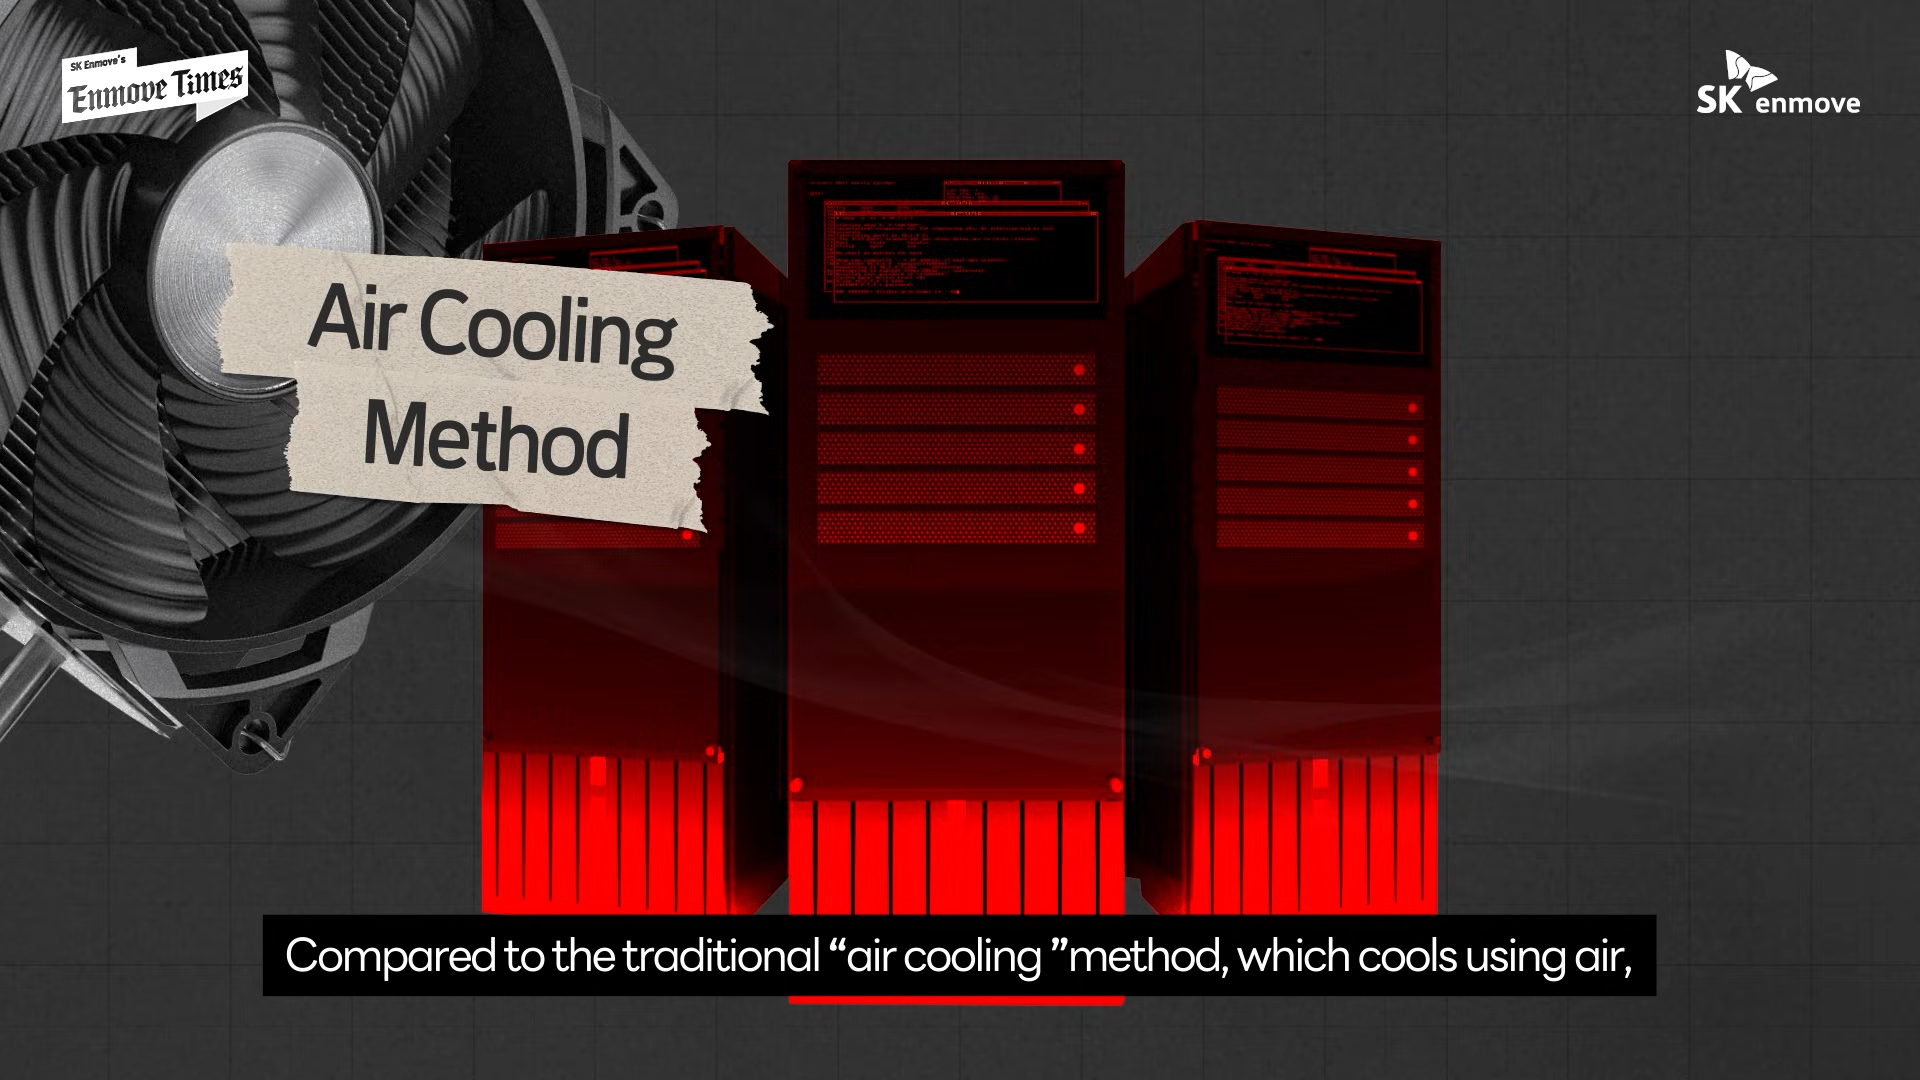 SK Enmove's
Enmove Times
SK enmove
Air Cooling
Method
Compared to the traditional “air cooling ”method, which cools using air,